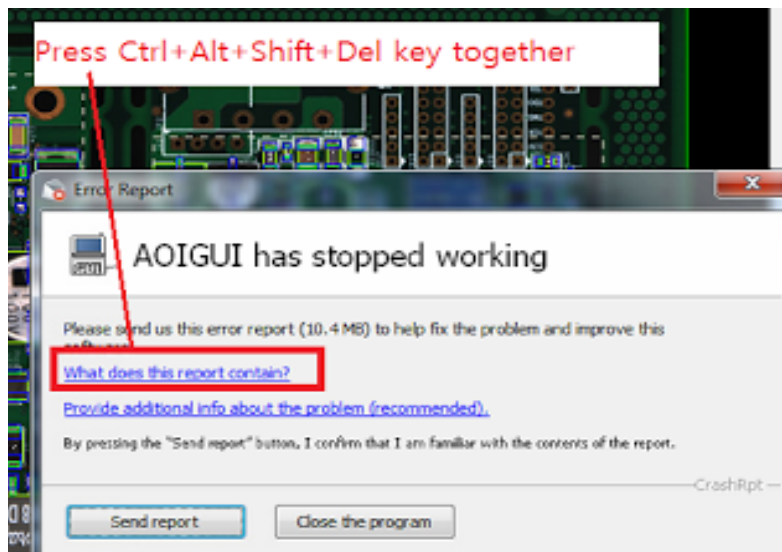 Press Ctrl+Alt+Shift+Del key together
Error Report
AOIGUI has stopped working
Please send us this error report (10.4 MB) to help fix the problem and improve this
software.
What does this report contain?
Provide additional info about the problem (recommended).
By pressing the "Send report" button, I confirm that I am familiar with the contents of the report.
CrashRpt
Send report
Close the program